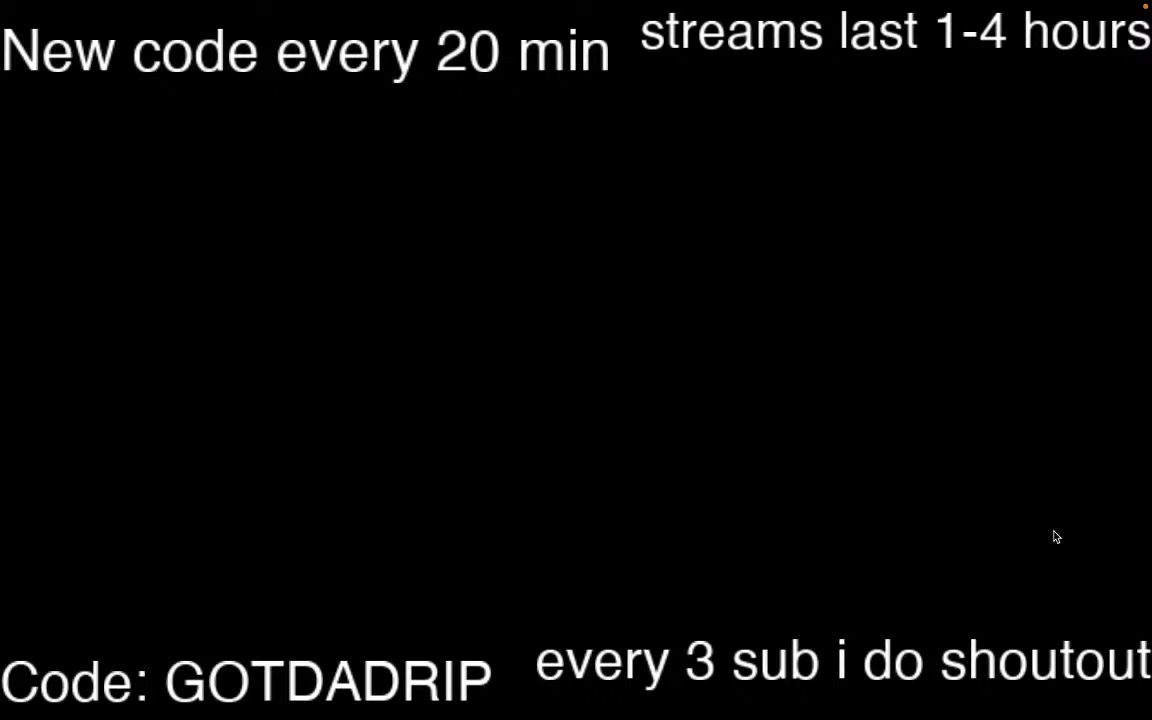 New code every 20 min
streams last 1-4 hours
Code: GOTDADRIP
every 3 sub i do shoutout